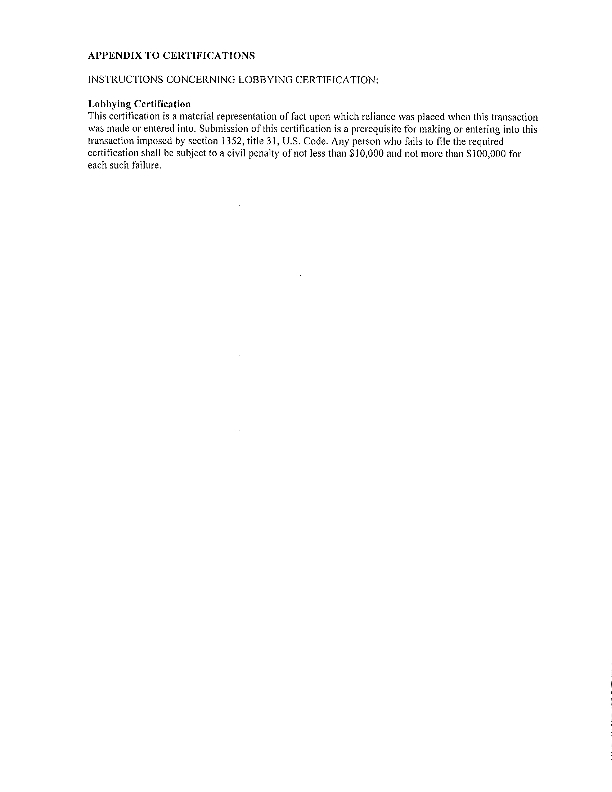 APPENDIX TO CERTIFICATIONS
INSTRUCTIONS CONCERNING LOBBYING CERTIFICATION:
Lobbying Certification
This certification is a material representation of fact upon which reliance was placed when this transaction
was made or entered into. Submission of this certification is a prerequisite for making or entering into this
transaction imposed by section 1352, title 31, U.S. Code. Any person who fails to file the required
certification shall be subject to a civil penalty of not less than $10,000 and not more than $100,000 for
each such failure.